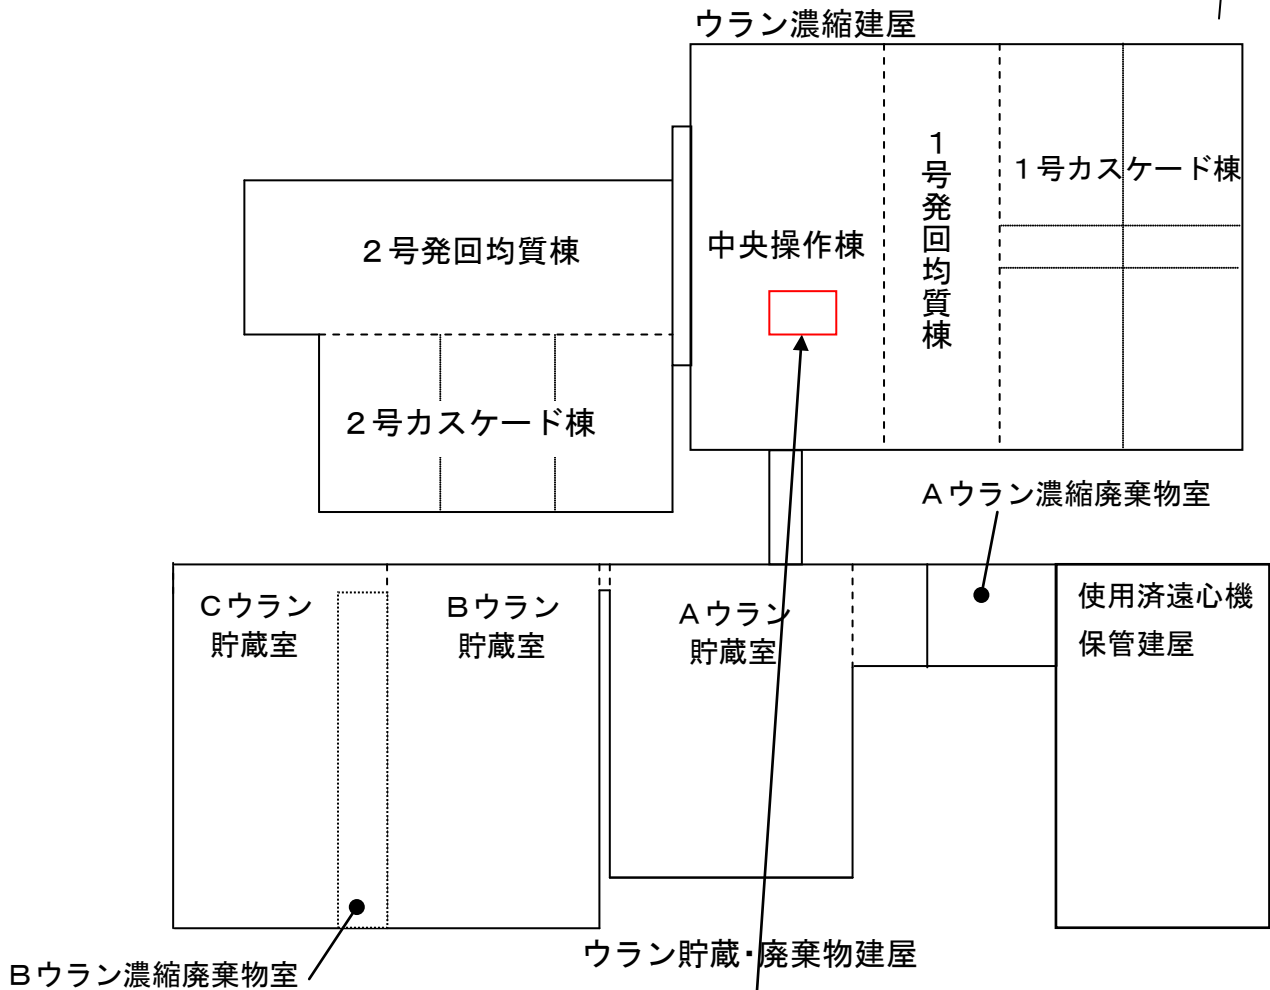 ウラン濃縮建屋
１号発回均質棟
１号カスケード棟
中央操作棟
２号発回均質棟
２号カスケード棟
Ａウラン濃縮廃棄物室
Ｃウラン
貯蔵室
Ｂウラン
貯蔵室
Ａウラン
貯蔵室
使用済遠心機
保管建屋
ウラン貯蔵・廃棄物建屋
Ｂウラン濃縮廃棄物室